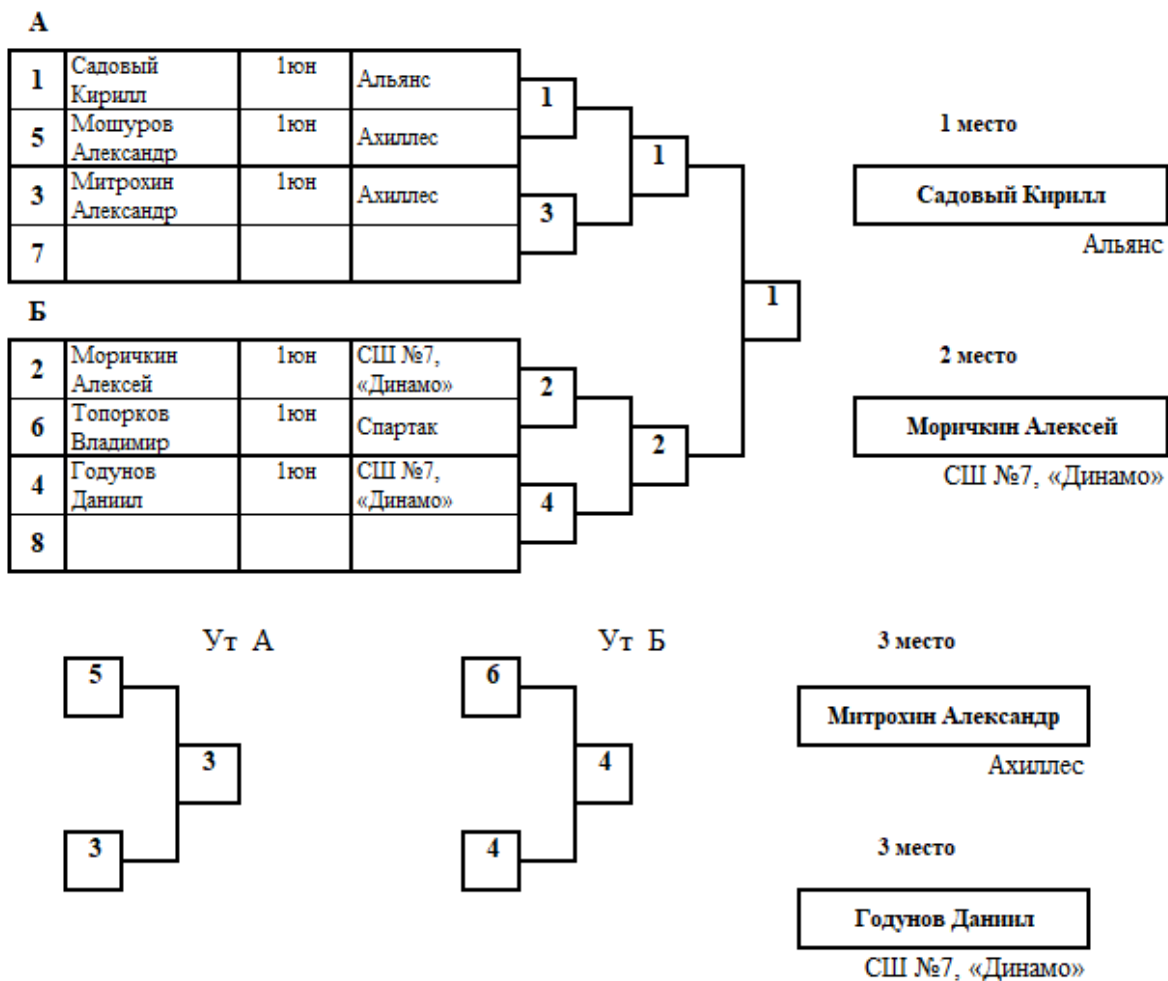 А
1 Садовый Кирилл 1юн Альянс
5 Мошуров Александр 1юн Ахиллес
3 Митрохин Александр 1юн Ахиллес
7
1
3
1
1
1 место
Садовый Кирилл
Альянс
Б
2 Моричкин Алексей 1юн СШ №7, «Динамо»
6 Топорков Владимир 1юн Спартак
4 Годунов Даниил 1юн СШ №7, «Динамо»
8
2
4
2
2 место
Моричкин Алексей
СШ №7, «Динамо»
Ут А
5
3
3
Ут Б
6
4
4
3 место
Митрохин Александр
Ахиллес
3 место
Годунов Даниил
СШ №7, «Динамо»